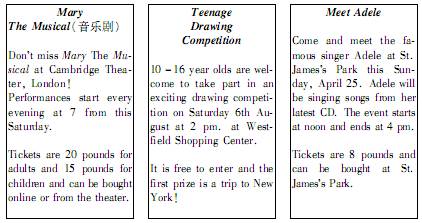 Mary
The Musical(音乐剧)
Don't miss Mary The Mu-
sical at Cambridge Thea-
ter, London!
Performances start every
evening at 7 from this
Saturday.
Tickets are 20 pounds for
adults and 15 pounds for
children and can be bought
online or from the theater.
Teenage
Drawing
Competition
10-16 year olds are wel-
come to take part in an
exciting drawing competi-
tion on Saturday 6th Au-
gust at 2 pm. at West-
field Shopping Center.
It is free to enter and the
first prize is a trip to New
York!
Meet Adele
Come and meet the fa-
mous singer Adele at St.
James's Park this Sun-
day, April 25. Adele will
be singing songs from her
latest CD. The event starts
at noon and ends at 4 pm.
Tickets are 8 pounds and
can be bought at St.
James's Park.